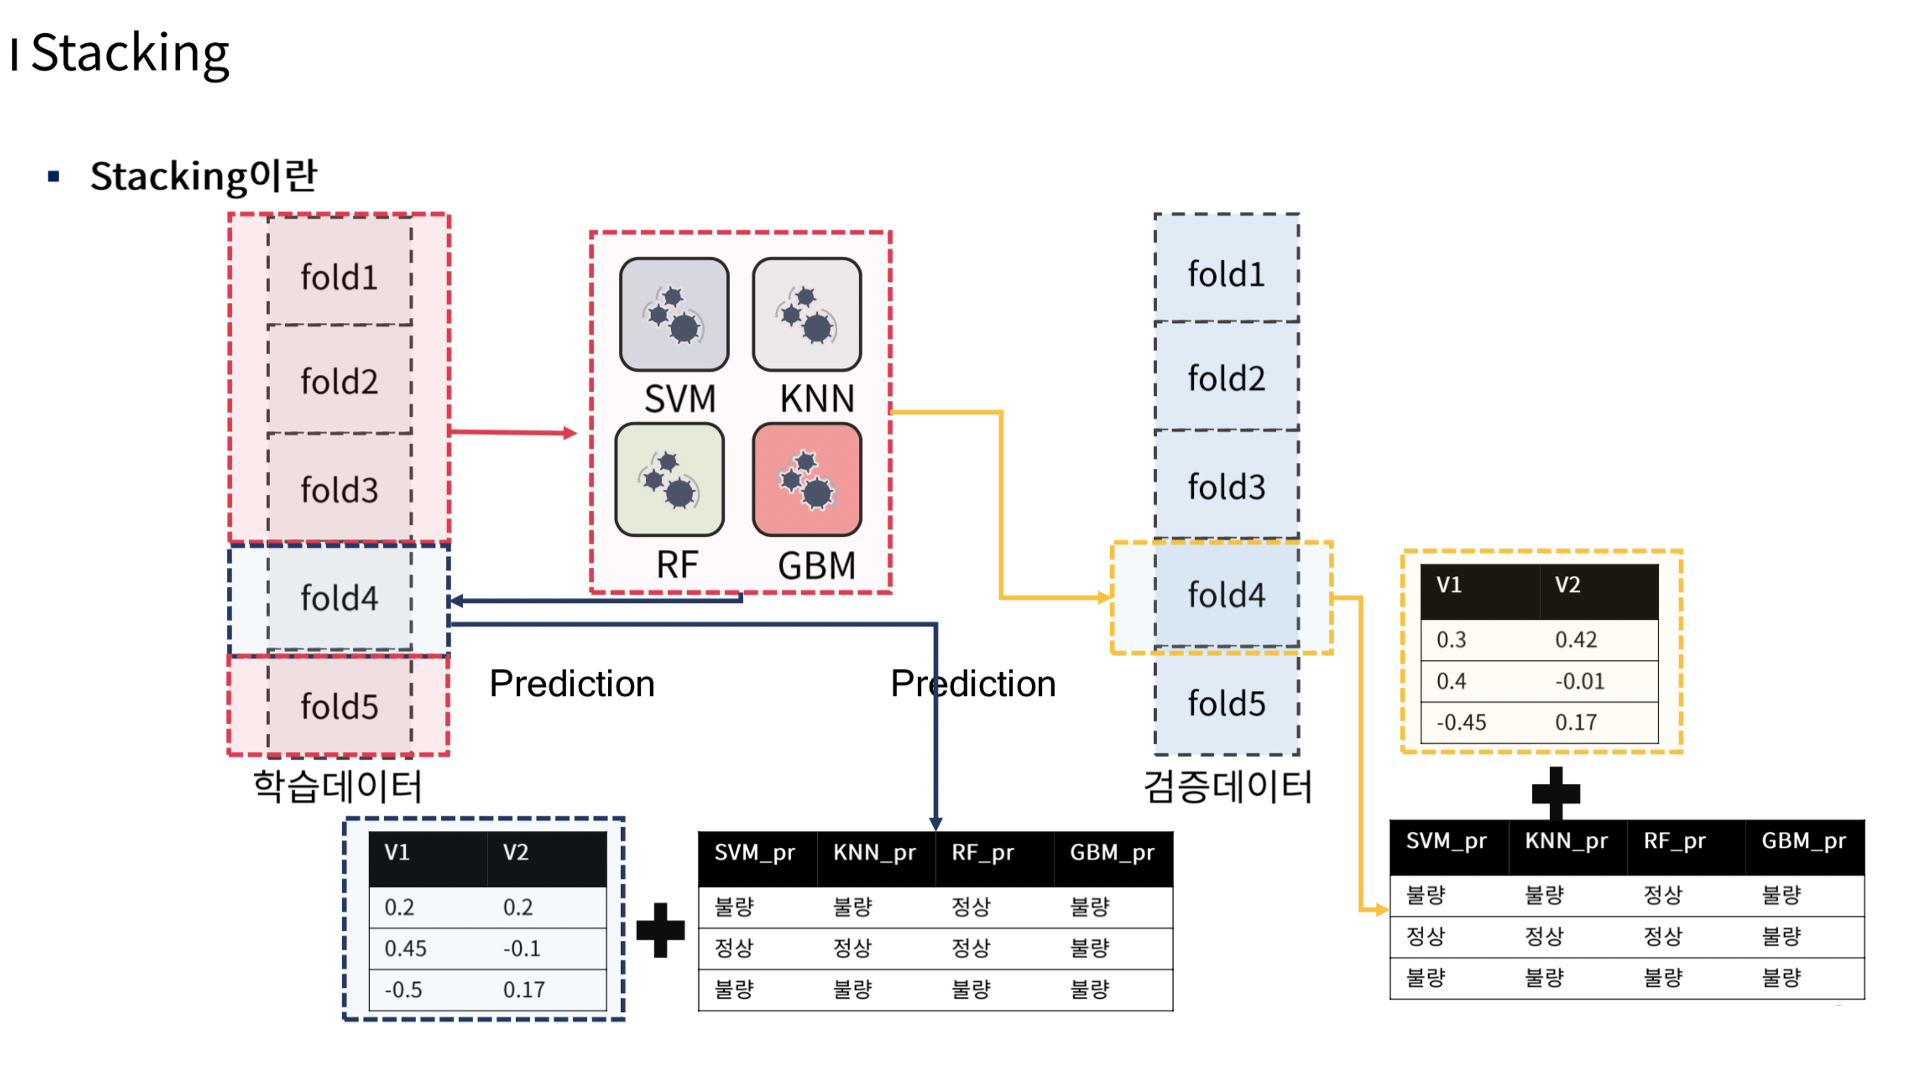 Stacking
Stacking이란
fold1
fold2
fold3
fold4
fold5
학습데이터
SVM KNN
RF GBM
Prediction
Prediction
fold1
fold2
fold3
fold4
fold5
검증데이터
V1 V2
0.3 0.42
0.4 -0.01
-0.45 0.17
V1 V2
0.2 0.2
0.45 -0.1
-0.5 0.17
SVM_pr KNN_pr RF_pr GBM_pr
불량 불량 정상 불량
정상 정상 정상 불량
불량 불량 불량 불량
SVM_pr KNN_pr RF_pr GBM_pr
불량 불량 정상 불량
정상 정상 정상 불량
불량 불량 불량 불량